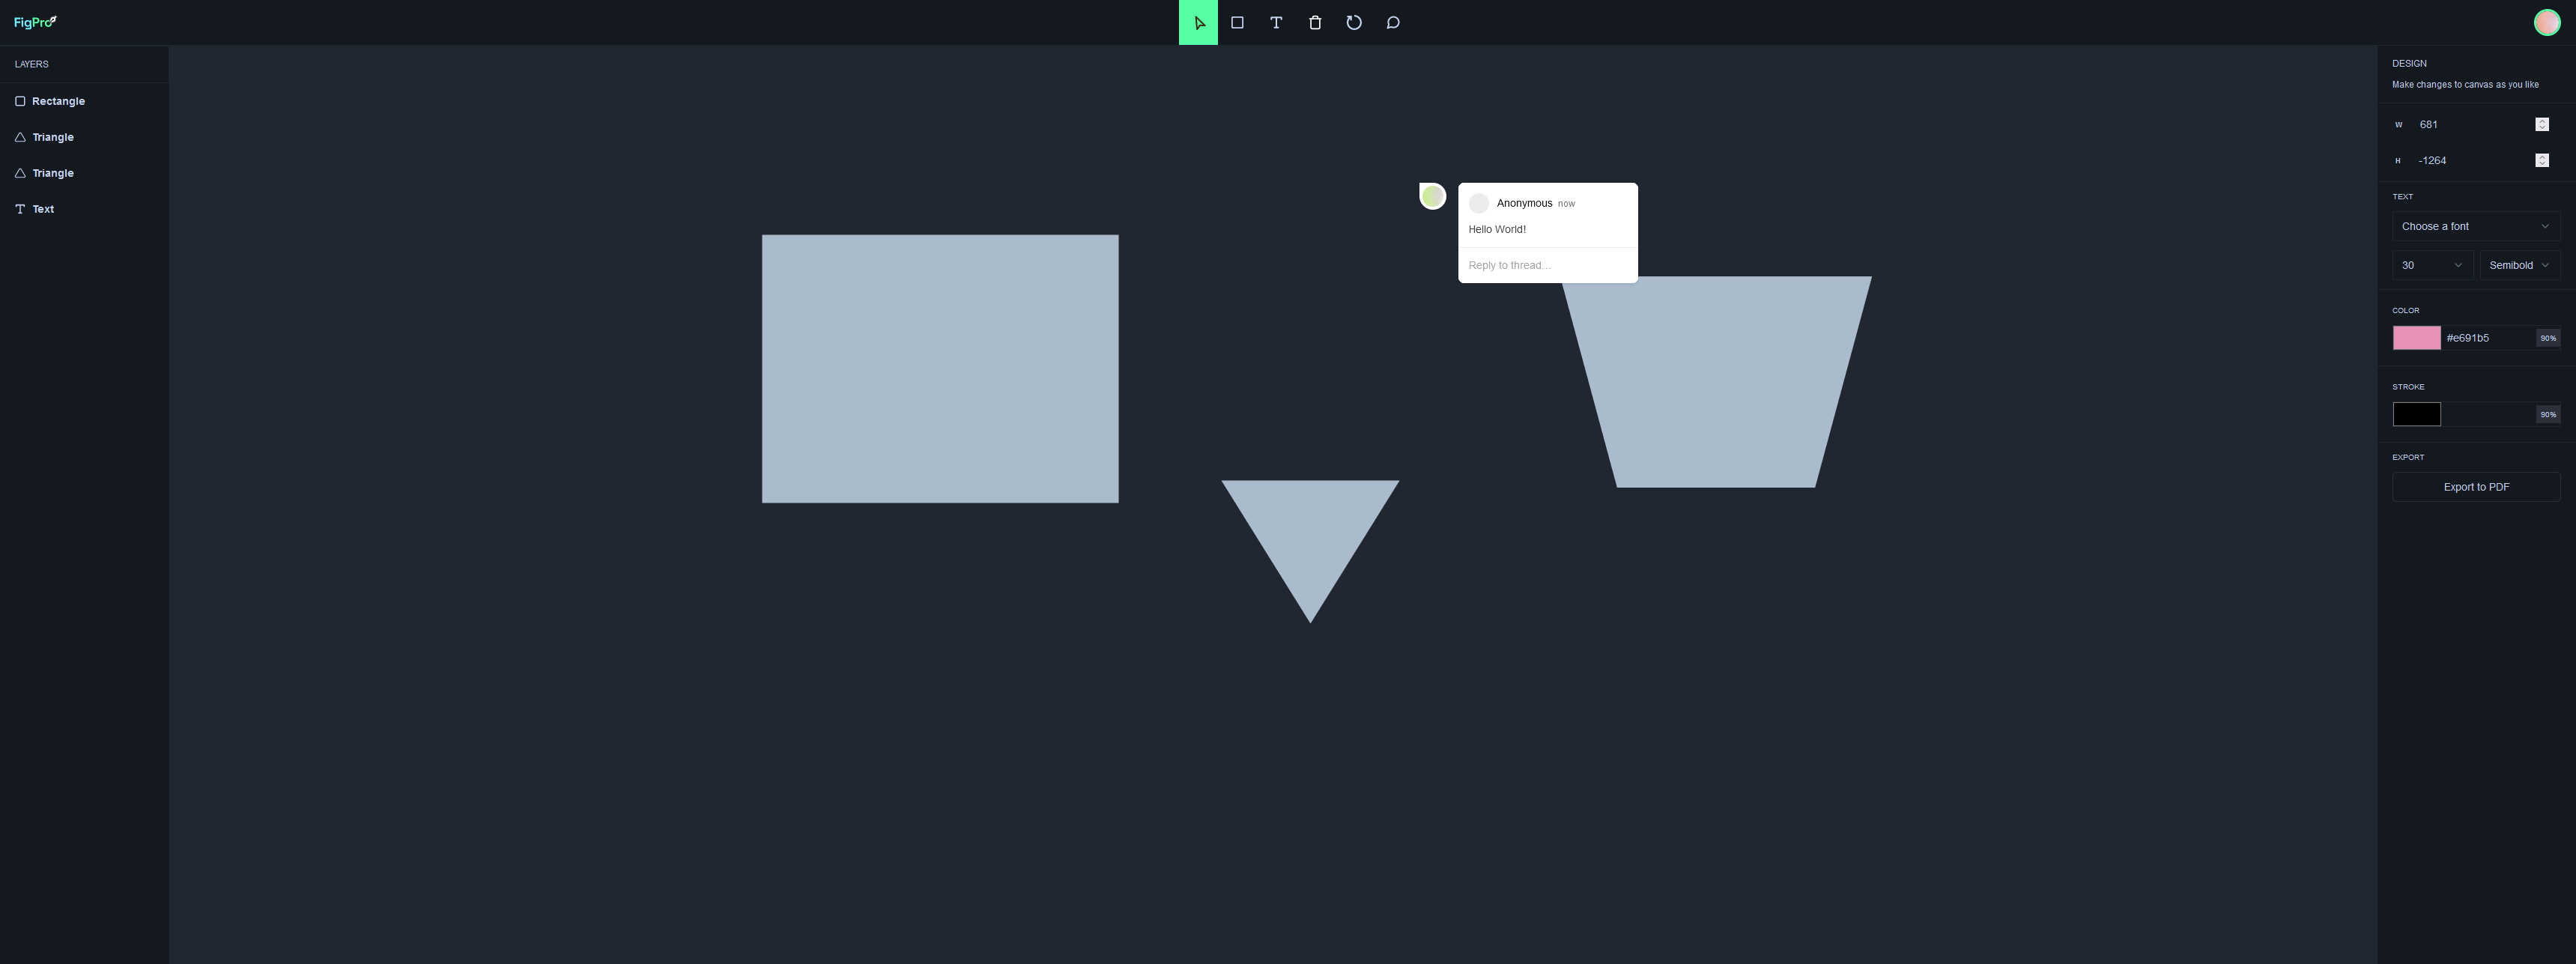 FigPro
LAYERS
Rectangle
Triangle
Triangle
Text
Anonymous now
Hello World!
Reply to thread…
DESIGN
Make changes to canvas as you like
W 681
H -1264
TEXT
Choose a font
30 Semibold
COLOR
#e691b5 90%
STROKE
90%
EXPORT
Export to PDF